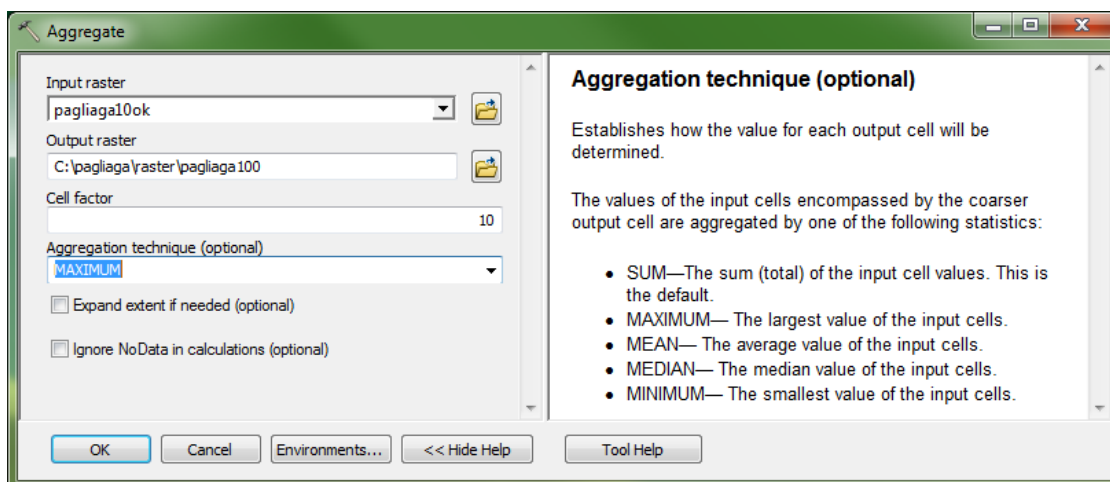 Aggregate
Input raster
pagliaga10ok
Output raster
C:\pagliaga\raster\pagliaga100
Cell factor
10
Aggregation technique (optional)
MAXIMUM
Expand extent if needed (optional)
Ignore NoData in calculations (optional)
Aggregation technique (optional)
Establishes how the value for each output cell will be
determined.
The values of the input cells encompassed by the coarser
output cell are aggregated by one of the following statistics:
• SUM—The sum (total) of the input cell values. This is
the default.
• MAXIMUM— The largest value of the input cells.
• MEAN— The average value of the input cells.
• MEDIAN— The median value of the input cells.
• MINIMUM— The smallest value of the input cells.
OK
Cancel
Environments...
<< Hide Help
Tool Help